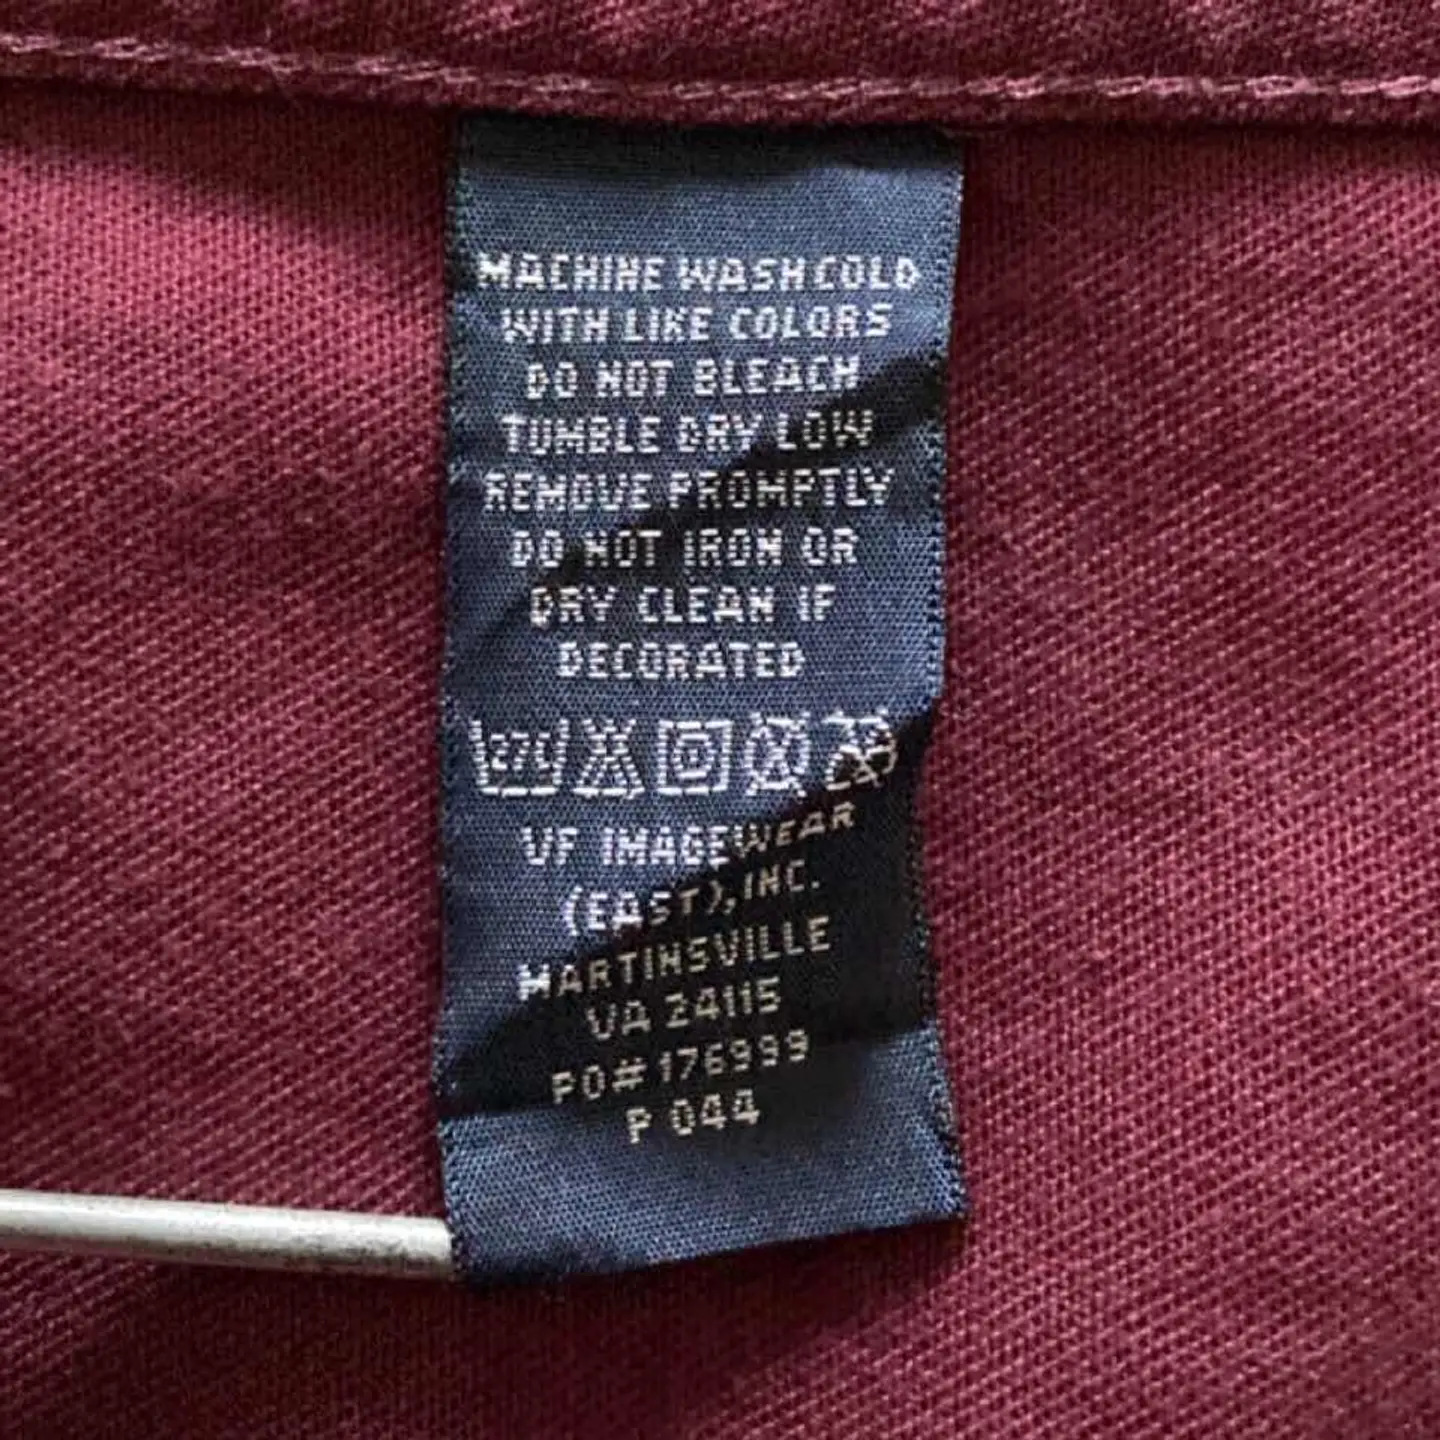 MACHINE WASH COLD
WITH LIKE COLORS
DO NOT BLEACH
TUMBLE DRY LOW
REMOVE PROMPTLY
DO NOT IRON OR
DRY CLEAN IF
DECORATED
27C
VF IMAGEWEAR
(EAST), INC.
MARTINSVILLE
VA 24115
PO# 176999
P 044